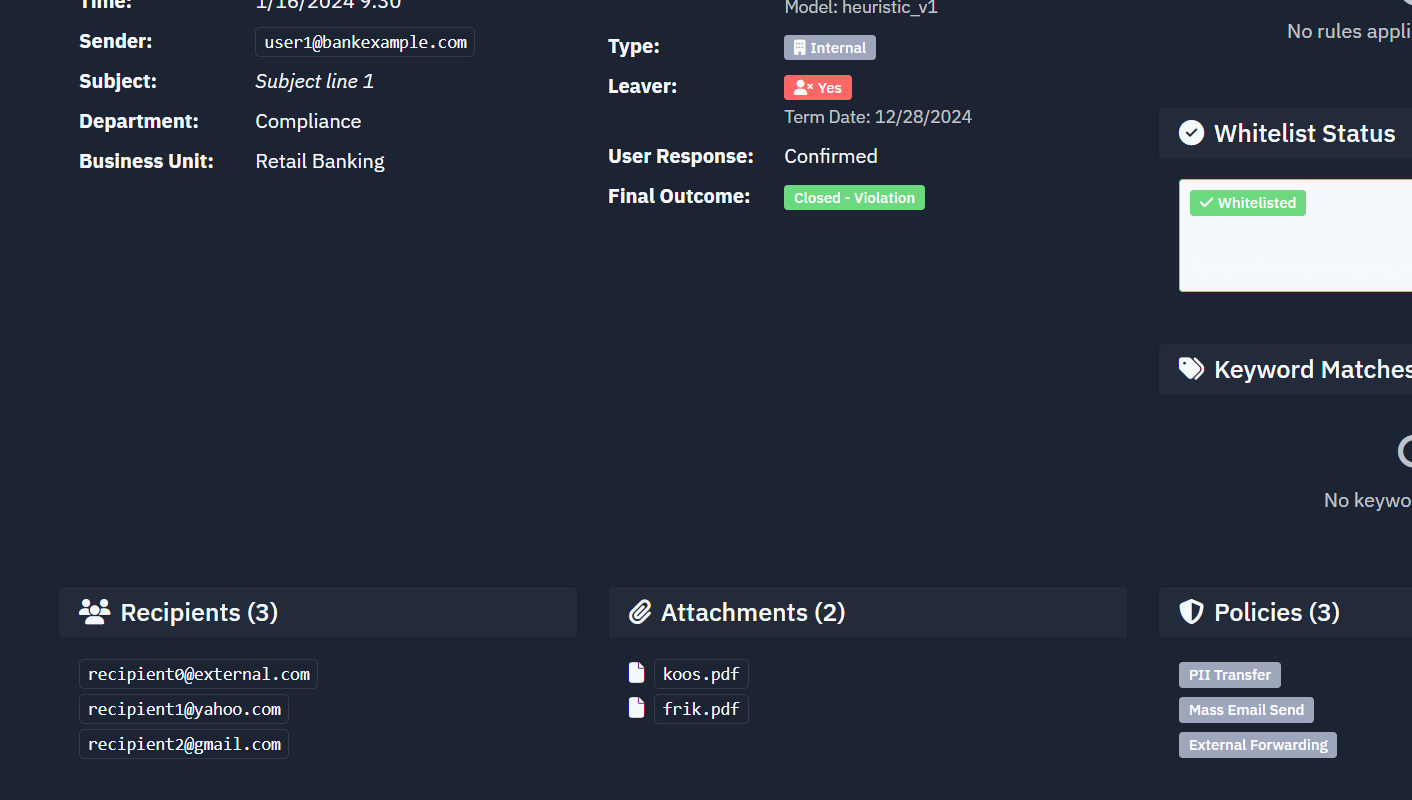 Time: 1/16/2024 9:30
Sender: user1@bankexample.com
Subject: Subject line 1
Department: Compliance
Business Unit: Retail Banking
Model: heuristic_v1
Type: Internal
Leaver: Yes
Term Date: 12/28/2024
User Response: Confirmed
Final Outcome: Closed - Violation
No rules appli
Whitelist Status
Whitelisted
Keyword Matches
No keywo
Recipients (3)
recipient0@external.com
recipient1@yahoo.com
recipient2@gmail.com
Attachments (2)
koos.pdf
frik.pdf
Policies (3)
PII Transfer
Mass Email Send
External Forwarding